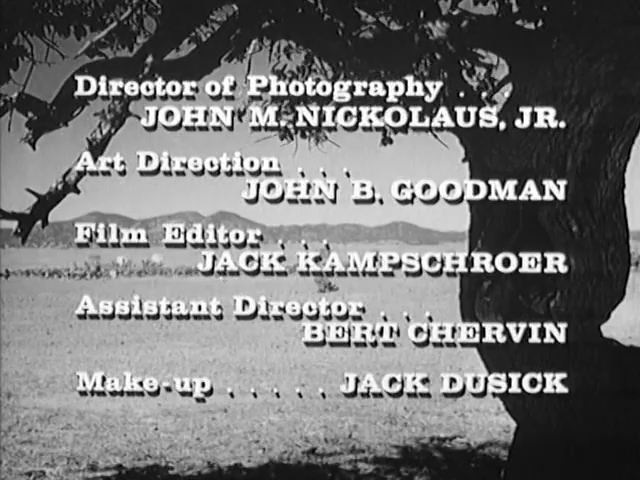 Director of Photography . . .
JOHN M. NICKOLAUS, JR.
Art Direction . . .
JOHN B. GOODMAN
Film Editor . . .
JACK KAMPSCHROER
Assistant Director . . .
BERT CHERVIN
Make-up . . . . . JACK DUSICK